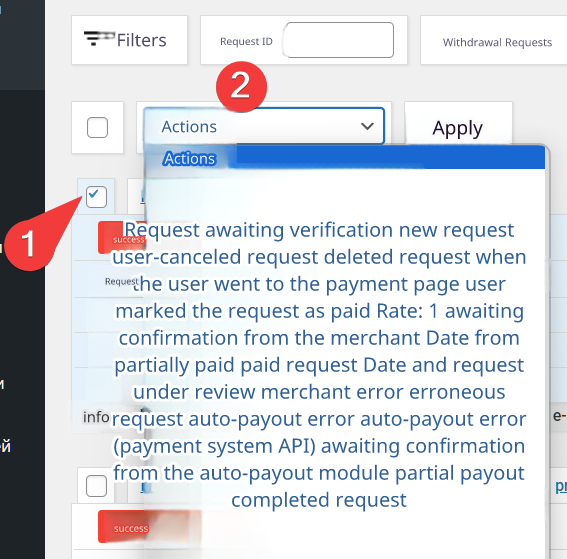 Filters
Request ID
Withdrawal Requests
2
Actions
Apply
Actions
1
success
Request
Request awaiting verification new request
user-canceled request deleted request when
the user went to the payment page user
marked the request as paid Rate: 1 awaiting
confirmation from the merchant Date from
partially paid paid request Date and request
under review merchant error erroneous
request auto-payout error auto-payout error
(payment system API) awaiting confirmation
from the auto-payout module partial payout
completed request
info
e-
и
ей
success